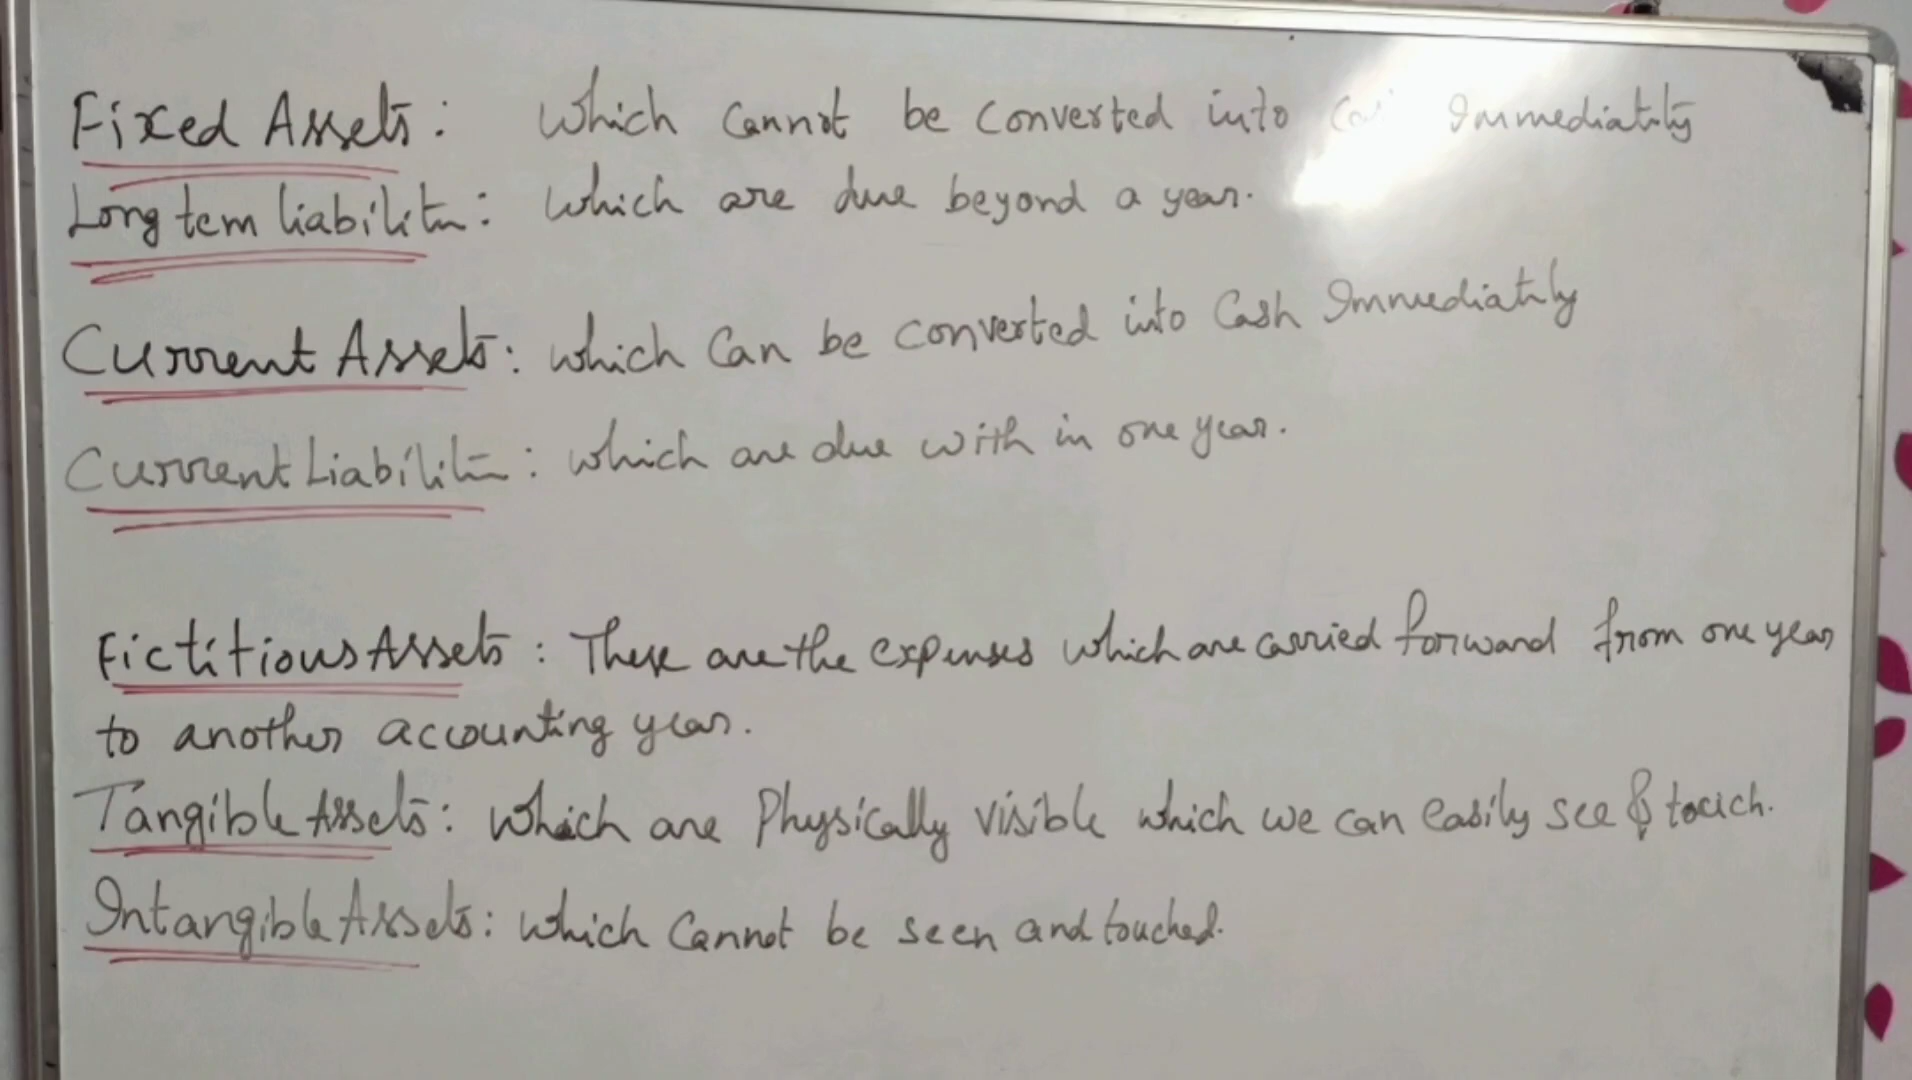 Fixed Assets: Which cannot be converted into Immediately
Long term liabilities: Which are due beyond a year.
Current Assets: which Can be converted into Cash Immediately
Current Liabilities: which are due with in one year.
Fictitious Assets: These are the expenses which are carried forward from one year
to another accounting year.
Tangible Assets: which are Physically visible which we can easily see & touch.
Intangible Assets: which Cannot be seen and touched.